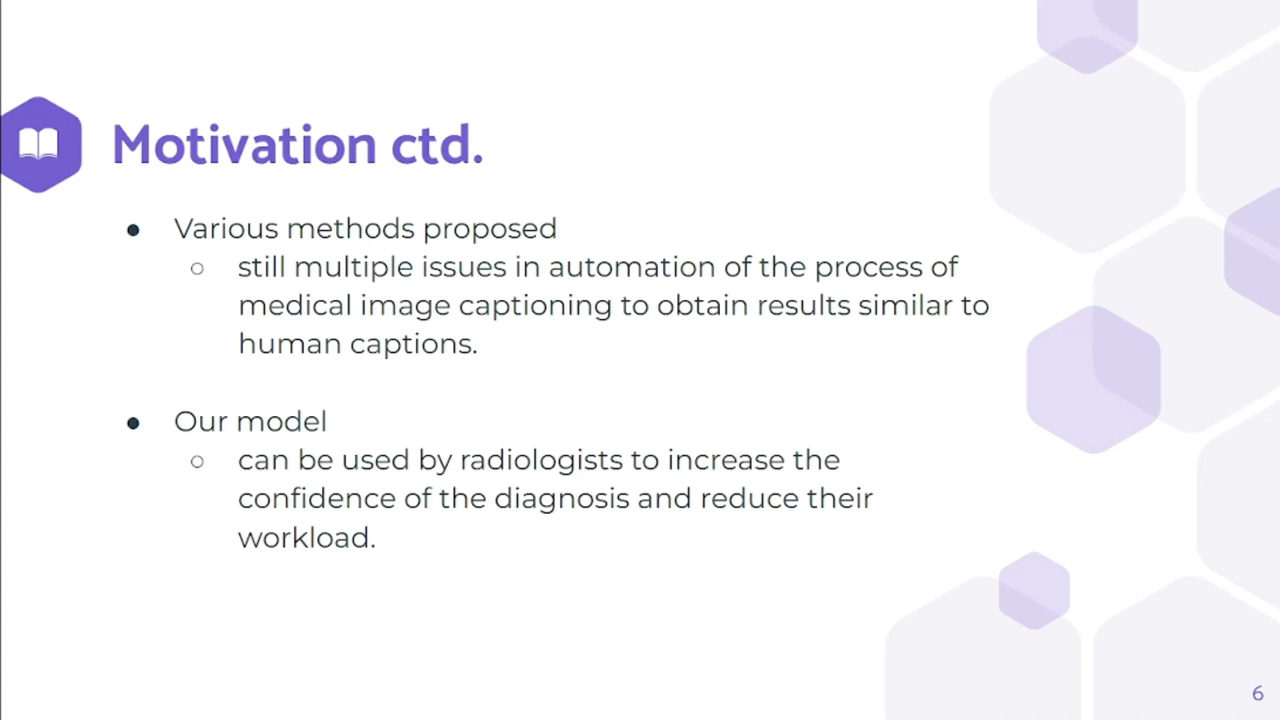 Motivation ctd.
● Various methods proposed
○ still multiple issues in automation of the process of
medical image captioning to obtain results similar to
human captions.
● Our model
○ can be used by radiologists to increase the
confidence of the diagnosis and reduce their
workload.
6